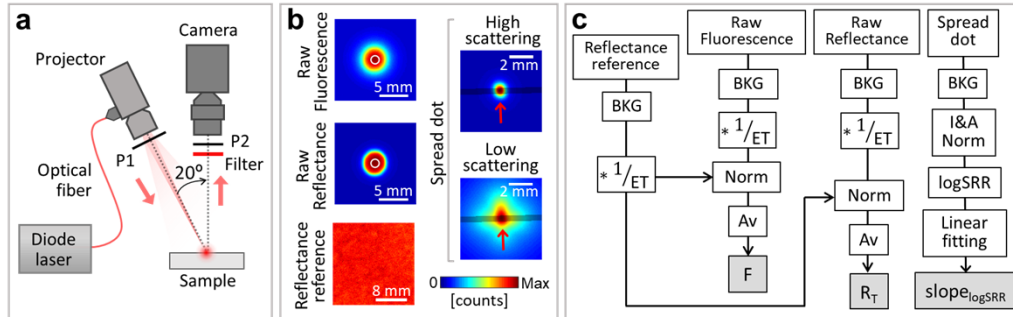 a
Camera
Projector
P1
P2
Filter
20º
Optical
fiber
Diode
laser
Sample
b
Raw
Fluorescence
5 mm
Raw
Reflectance
5 mm
Reflectance
reference
8 mm
Spread dot
High
scattering
2 mm
Low
scattering
2 mm
0 Max
[counts]
c
Reflectance
reference
BKG
* 1/ET
Raw
Fluorescence
BKG
* 1/ET
Norm
Av
F
Raw
Reflectance
BKG
* 1/ET
Norm
Av
RT
Spread
dot
BKG
I&A
Norm
logSRR
Linear
fitting
slopelogSRR